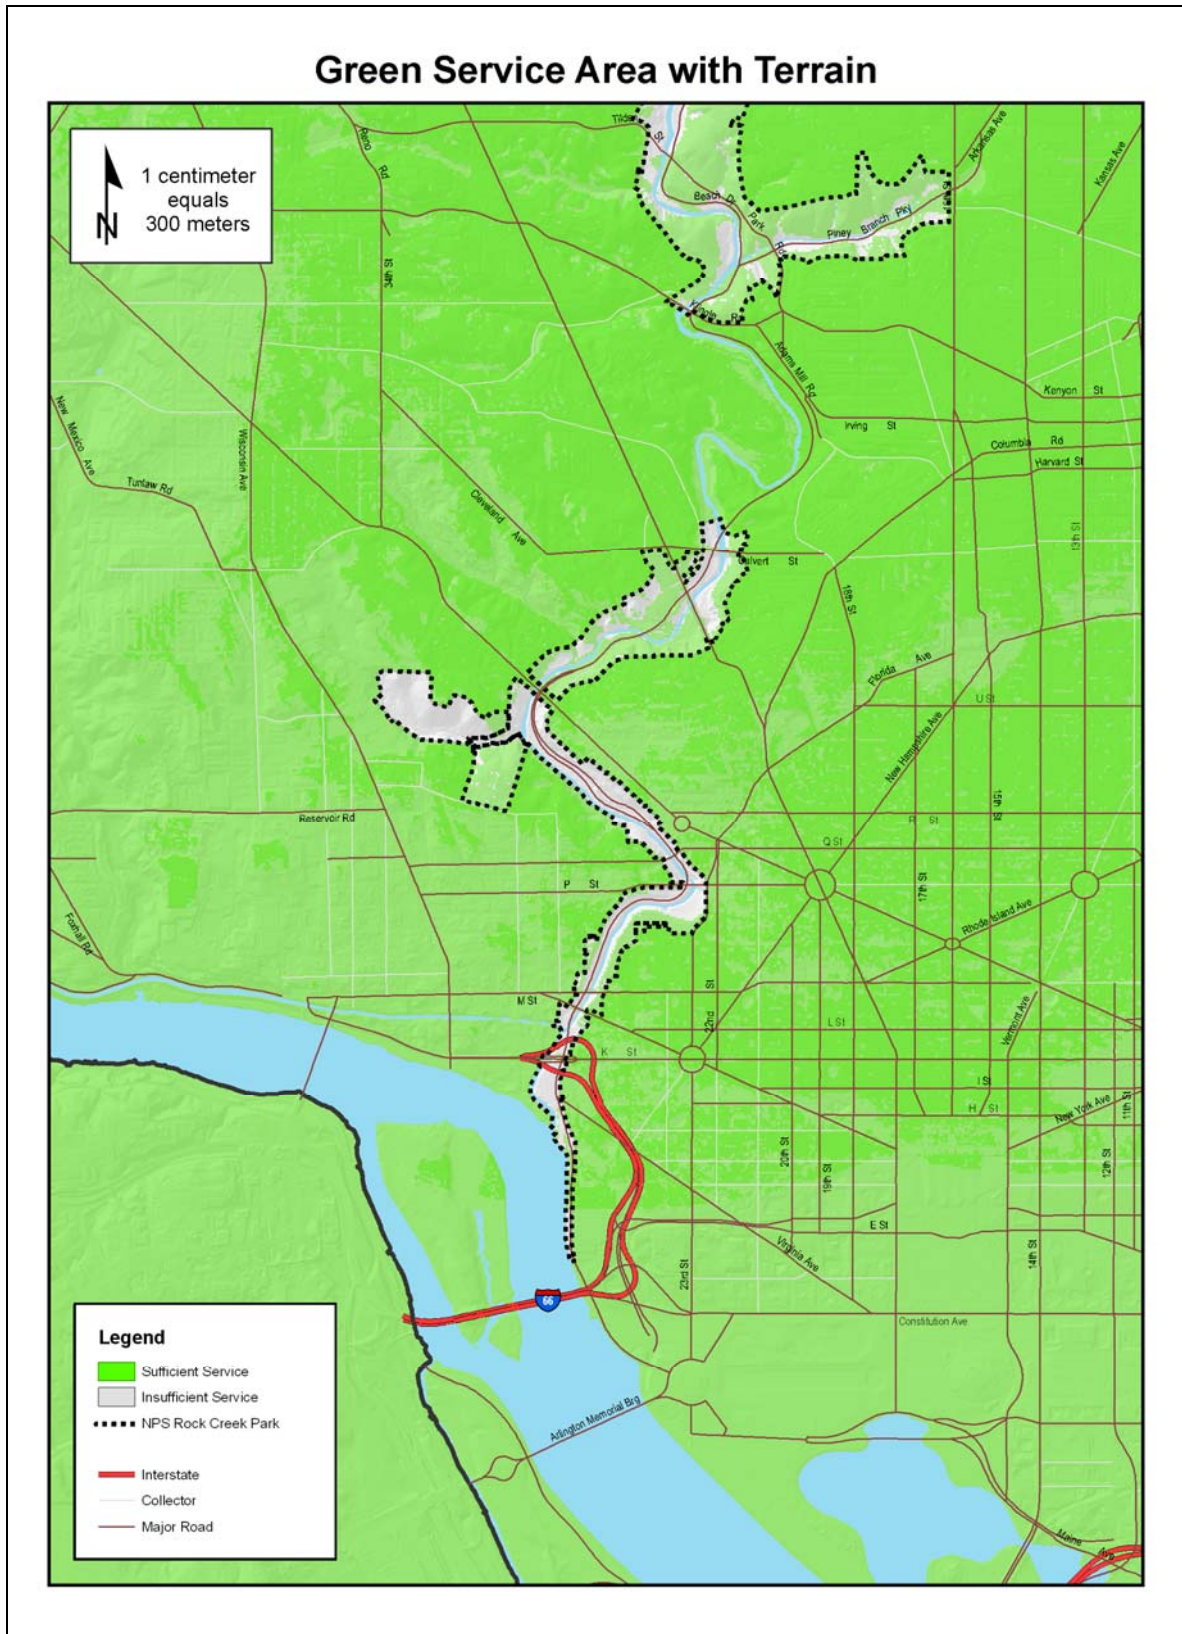 Green Service Area with Terrain
1 centimeter
equals
300 meters
N
Tilden St
Reno Rd
Arkansas Ave
Kansas Ave
Beach Dr
Park Rd
Piney Branch Pky
34th St
Klingle Rd
Adams Mill Rd
Kenyon St
Irving St
New Mexico Ave
Wisconsin Ave
Columbia Rd
Harvard St
Tunlaw Rd
Cleveland Ave
13th St
Calvert St
18th St
Florida Ave
U St
New Hampshire Ave
15th St
Reservoir Rd
R St
Q St
P St
17th St
Rhode Island Ave
Foxhall Rd
M St
22nd St
L St
Vermont Ave
K St
I St
H St
New York Ave
11th St
20th St
19th St
12th St
E St
Virginia Ave
23rd St
14th St
66
Constitution Ave
Arlington Memorial Brg
Maine Ave
Legend
Sufficient Service
Insufficient Service
NPS Rock Creek Park
Interstate
Collector
Major Road